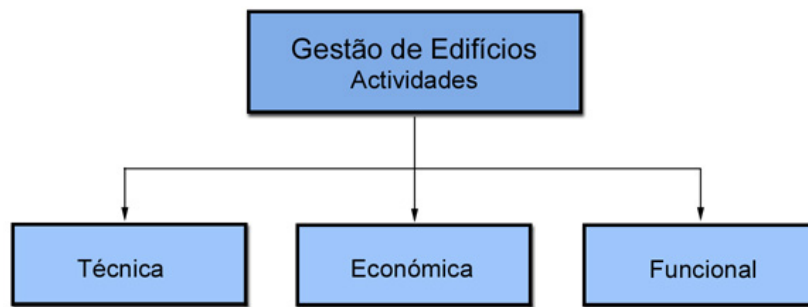 Gestão de Edifícios
Actividades
Técnica
Económica
Funcional